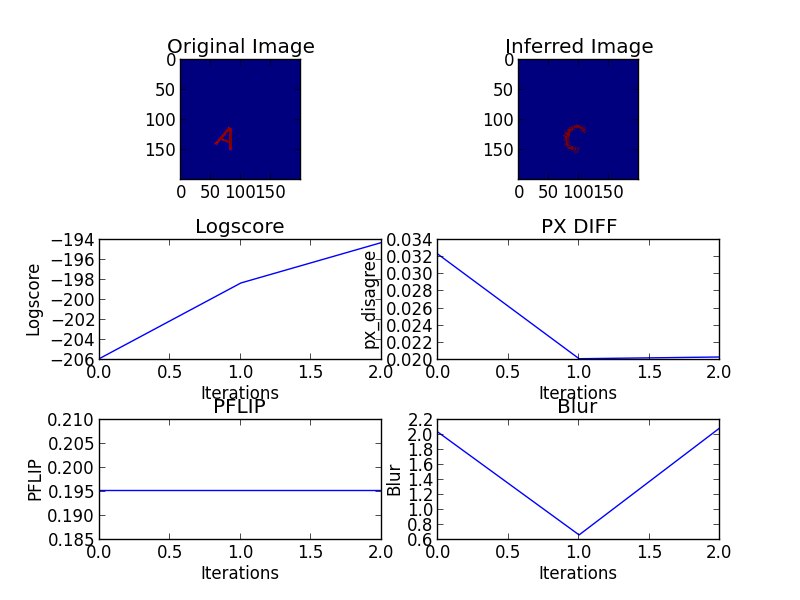 Original Image
Inferred Image
0
50
100
150
0 50 100 150
A
0
50
100
150
0 50 100 150
C
Logscore
PX DIFF
−194
−196
−198
−200
−202
−204
−206
Logscore
0.0 0.5 1.0 1.5 2.0
Iterations
0.034
0.032
0.030
0.028
0.026
0.024
0.022
0.020
px_disagree
0.0 0.5 1.0 1.5 2.0
Iterations
PFLIP
Blur
0.210
0.205
0.200
0.195
0.190
0.185
PFLIP
0.0 0.5 1.0 1.5 2.0
Iterations
2.2
2.0
1.8
1.6
1.4
1.2
1.0
0.8
0.6
Blur
0.0 0.5 1.0 1.5 2.0
Iterations